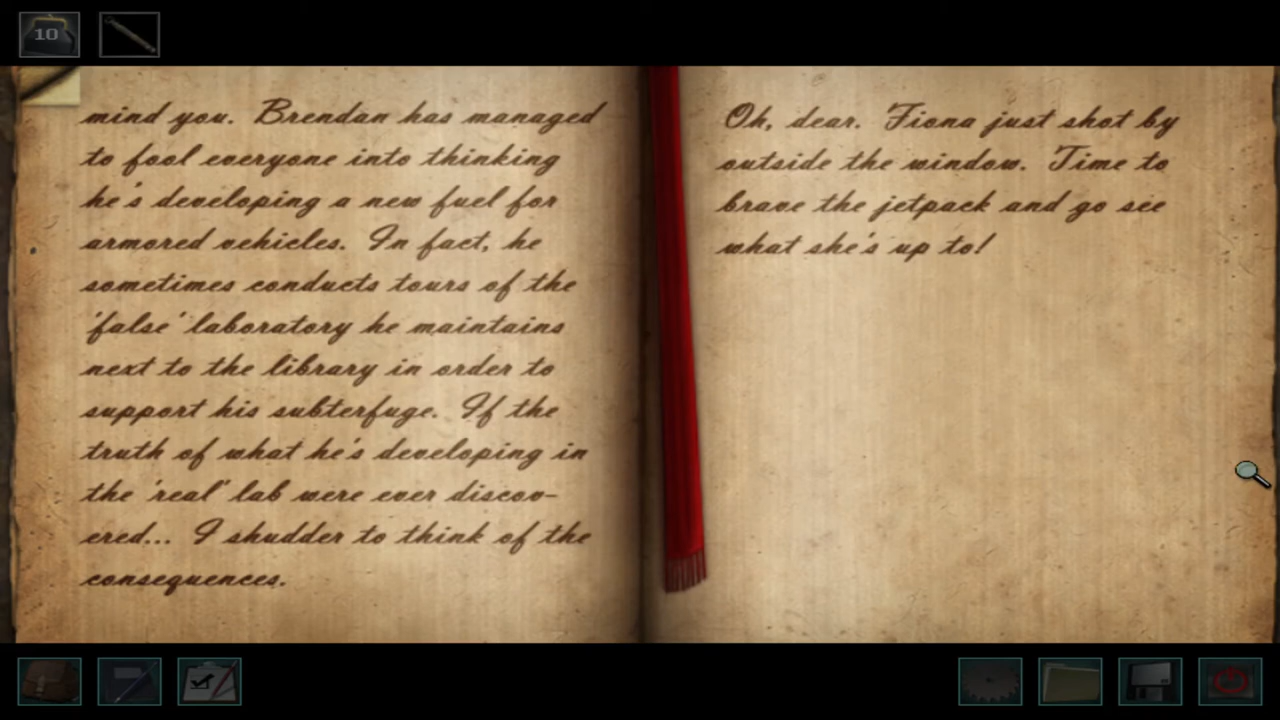 10
mind you. Brendan has managed
to fool everyone into thinking
he's developing a new fuel for
armored vehicles. In fact, he
sometimes conducts tours of the
'false' laboratory he maintains
next to the library in order to
support his subterfuge. If the
truth of what he's developing in
the 'real' lab were ever discov-
ered... I shudder to think of the
consequences.
Oh, dear. Fiona just shot by
outside the window. Time to
brave the jetpack and go see
what she's up to!